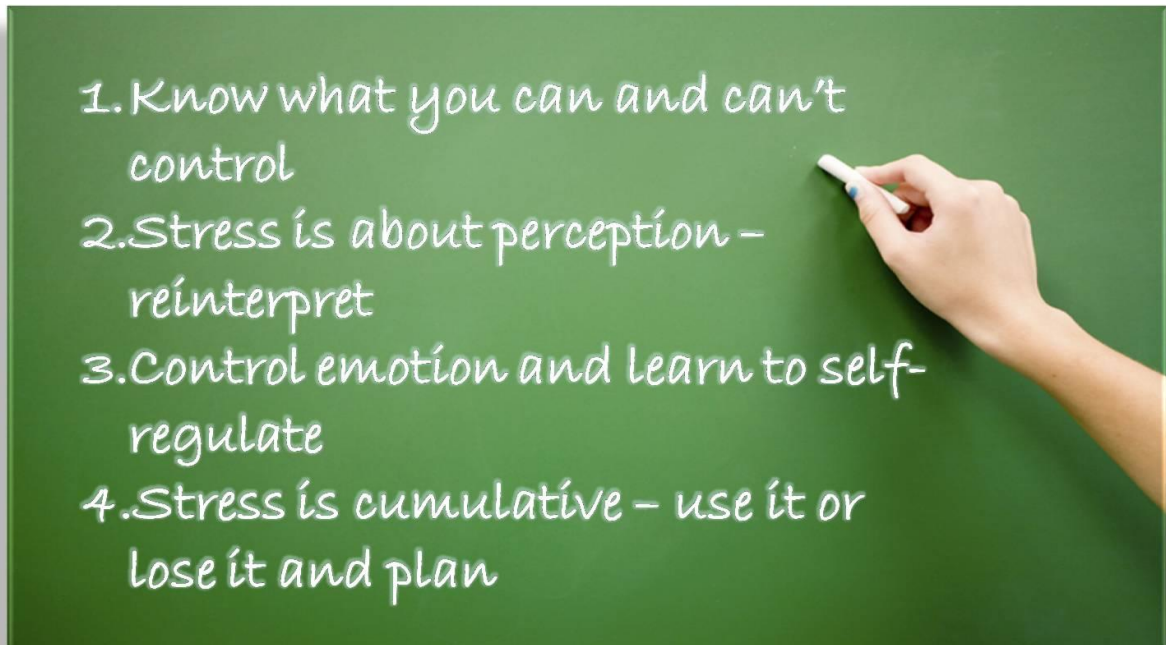 1. Know what you can and can't
control
2. Stress is about perception –
reinterpret
3. Control emotion and learn to self-
regulate
4. Stress is cumulative – use it or
lose it and plan